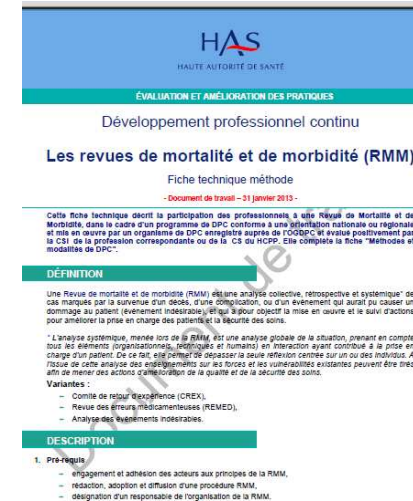 HAS
HAUTE AUTORITÉ DE SANTÉ
ÉVALUATION ET AMÉLIORATION DES PRATIQUES
Développement professionnel continu
Les revues de mortalité et de morbidité (RMM)
Fiche technique méthode
- Document de travail – 31 janvier 2013 -
Cette fiche technique décrit la participation des professionnels à une Revue de Mortalité et de
Morbidité, dans le cadre d'un programme de DPC conforme à une orientation nationale ou régionale
et mis en œuvre par un organisme de DPC enregistré auprès de l'OGDPC et évalué positivement par
la CSI de la profession correspondante ou de la CS du HCPP. Elle complète la fiche "Méthodes et
modalités de DPC".
DÉFINITION
Une Revue de mortalité et de morbidité (RMM) est une analyse collective, rétrospective et systémique* de
cas marqués par la survenue d'un décès, d'une complication, ou d'un évènement qui aurait pu causer un
dommage au patient (évènement indésirable), et qui a pour objectif la mise en œuvre et le suivi d'actions
pour améliorer la prise en charge des patients et la sécurité des soins.
* L'analyse systémique, menée lors de la RMM, est une analyse globale de la situation, prenant en compte
tous les éléments (organisationnels, techniques et humains) en interaction ayant contribué à la prise en
charge d'un patient. De ce fait, elle permet de dépasser la seule réflexion centrée sur un ou des individus. À
l'issue de cette analyse des enseignements sur les forces et les vulnérabilités existantes peuvent être tirés
afin de mener des actions d'amélioration de la qualité et de la sécurité des soins.
Variantes :
– Comité de retour d'expérience (CREX),
– Revue des erreurs médicamenteuses (REMED),
– Analyse des évènements indésirables.
DESCRIPTION
1. Pré-requis
– engagement et adhésion des acteurs aux principes de la RMM,
– rédaction, adoption et diffusion d'une procédure RMM,
– désignation d'un responsable de l'organisation de la RMM.
Document de